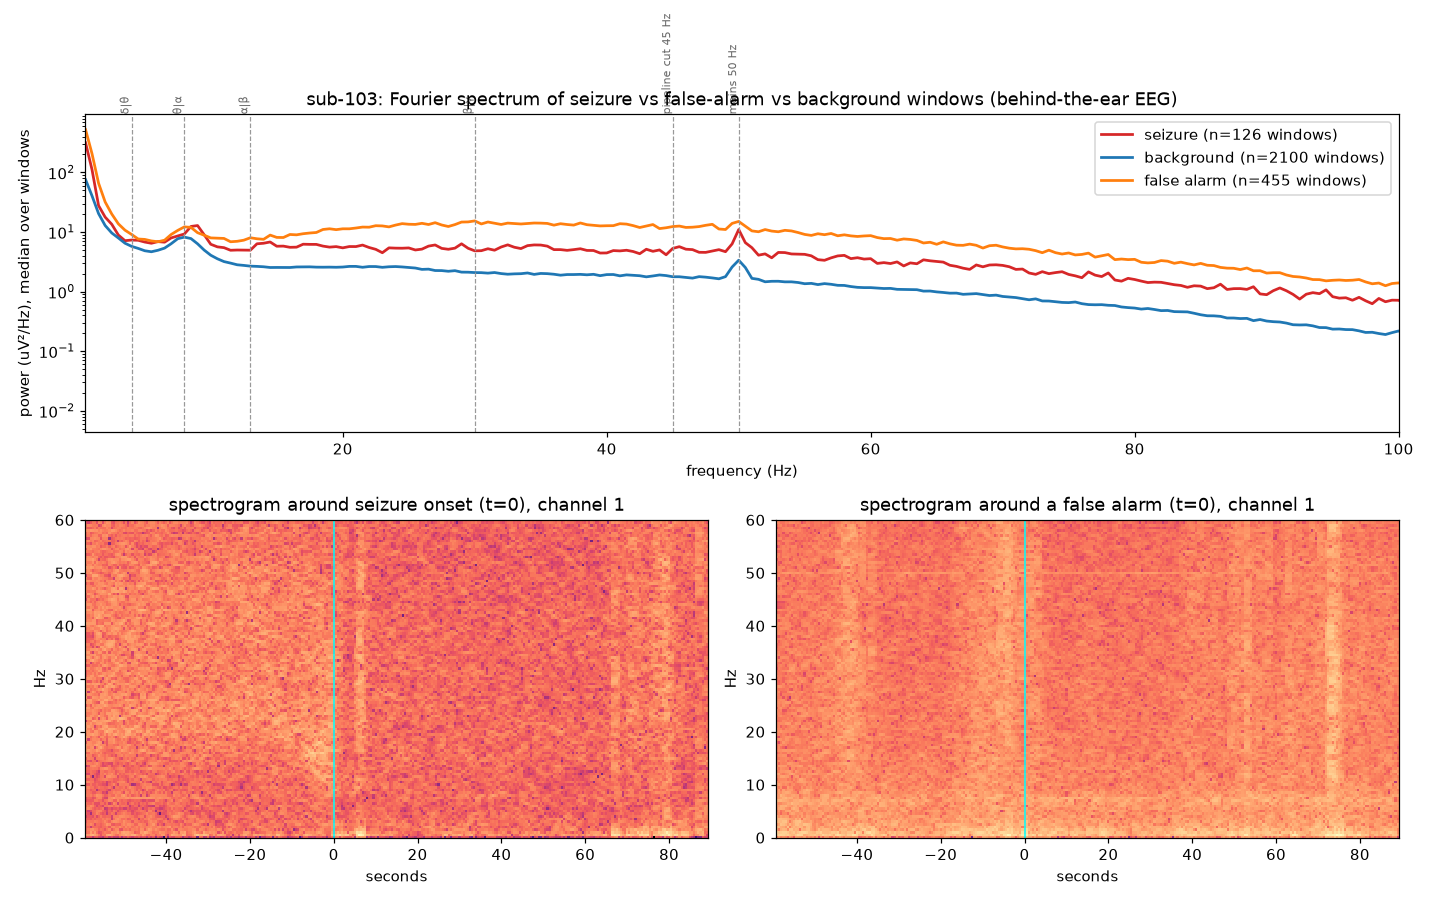 sub-103: Fourier spectrum of seizure vs false-alarm vs background windows (behind-the-ear EEG)
δ|θ
θ|α
α|β
mains 50 Hz
seizure (n=126 windows)
background (n=2100 windows)
false alarm (n=455 windows)
power (uV²/Hz), median over windows
10²
10¹
10⁰
10⁻¹
10⁻²
20
40
60
80
100
frequency (Hz)
spectrogram around seizure onset (t=0), channel 1
Hz
60
50
40
30
20
10
0
−40
−20
0
20
40
60
80
seconds
spectrogram around a false alarm (t=0), channel 1
Hz
60
50
40
30
20
10
0
−40
−20
0
20
40
60
80
seconds